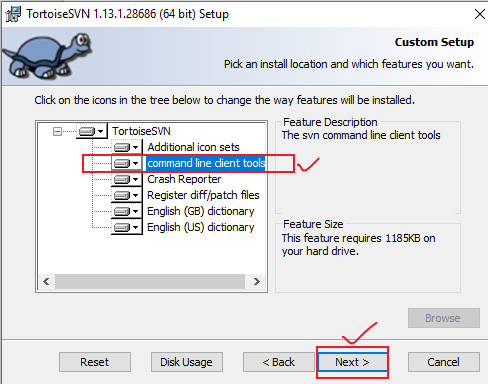 TortoiseSVN 1.13.1.28686 (64 bit) Setup
Custom Setup
Pick an install location and which features you want.
Click on the icons in the tree below to change the way features will be installed.
TortoiseSVN
Additional icon sets
command line client tools
Crash Reporter
Register diff/patch files
English (GB) dictionary
English (US) dictionary
Feature Description
The svn command line client tools
Feature Size
This feature requires 1185KB on
your hard drive.
Browse
Reset
Disk Usage
< Back
Next >
Cancel